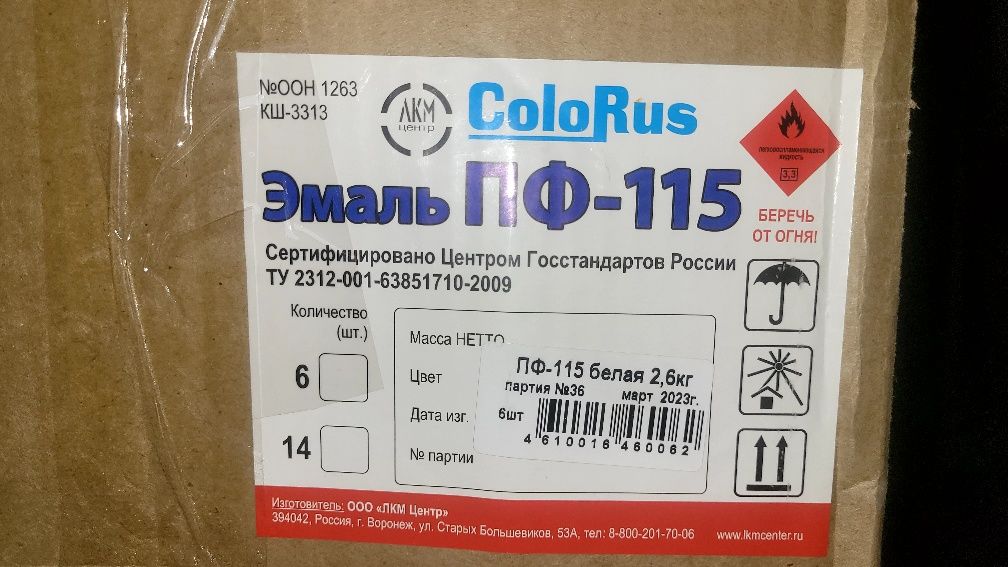 №ООН 1263
КШ-3313
ЛКМ
центр
ColoRus
легковоспламеняющаяся
жидкость
3,3
Эмаль ПФ-115
БЕРЕЧЬ
ОТ ОГНЯ!
Сертифицировано Центром Госстандартов России
ТУ 2312-001-63851710-2009
Количество
(шт.)
6
14
Масса НЕТТО
Цвет
Дата изг.
№ партии
ПФ-115 белая 2,6кг
партия №36 март 2023г.
6шт
4610016460062
Изготовитель: ООО «ЛКМ Центр»
394042, Россия, г. Воронеж, ул. Старых Большевиков, 53А, тел: 8-800-201-70-06
www.lkmcenter.ru